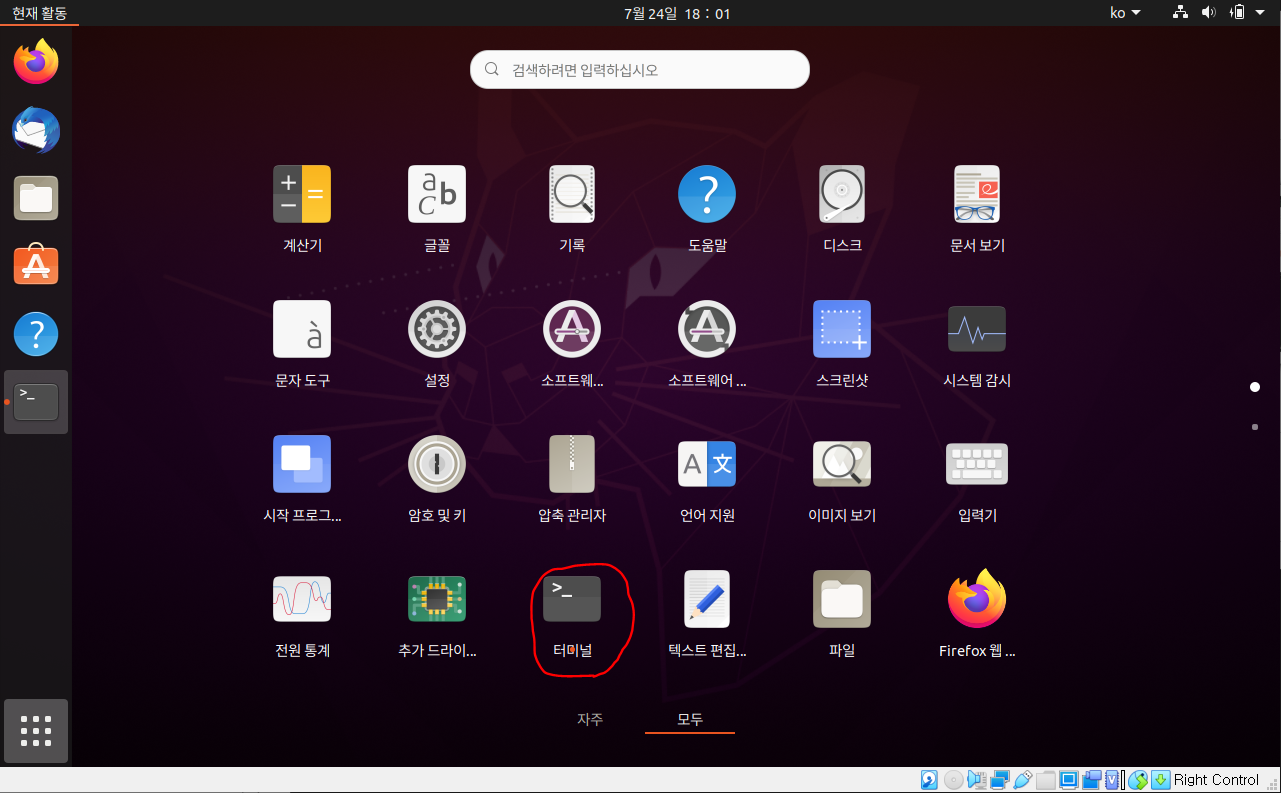 현재 활동
7월 24일 18 : 01
ko
검색하려면 입력하십시오
계산기
글꼴
기록
도움말
디스크
문서 보기
문자 도구
설정
소프트웨...
소프트웨어 ...
스크린샷
시스템 감시
시작 프로그...
암호 및 키
압축 관리자
언어 지원
이미지 보기
입력기
전원 통계
추가 드라이...
터미널
텍스트 편집...
파일
Firefox 웹 ...
자주
모두
Right Control